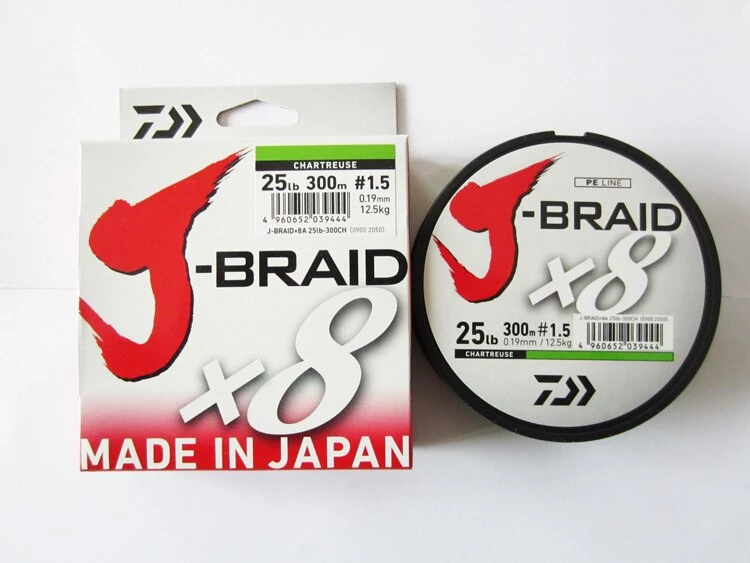 CHARTREUSE
25lb 300m #1.5
0.19mm
12.5kg
4 960652 039444
J-BRAID×8A 25lb-300CH (0900 2050)
J-BRAID
×8
MADE IN JAPAN
PE LINE
J-BRAID
×8
J-BRAID×8A 25lb-300CH (0900 2050)
25lb 300m #1.5
0.19mm / 12.5kg
4 960652 039444
CHARTREUSE